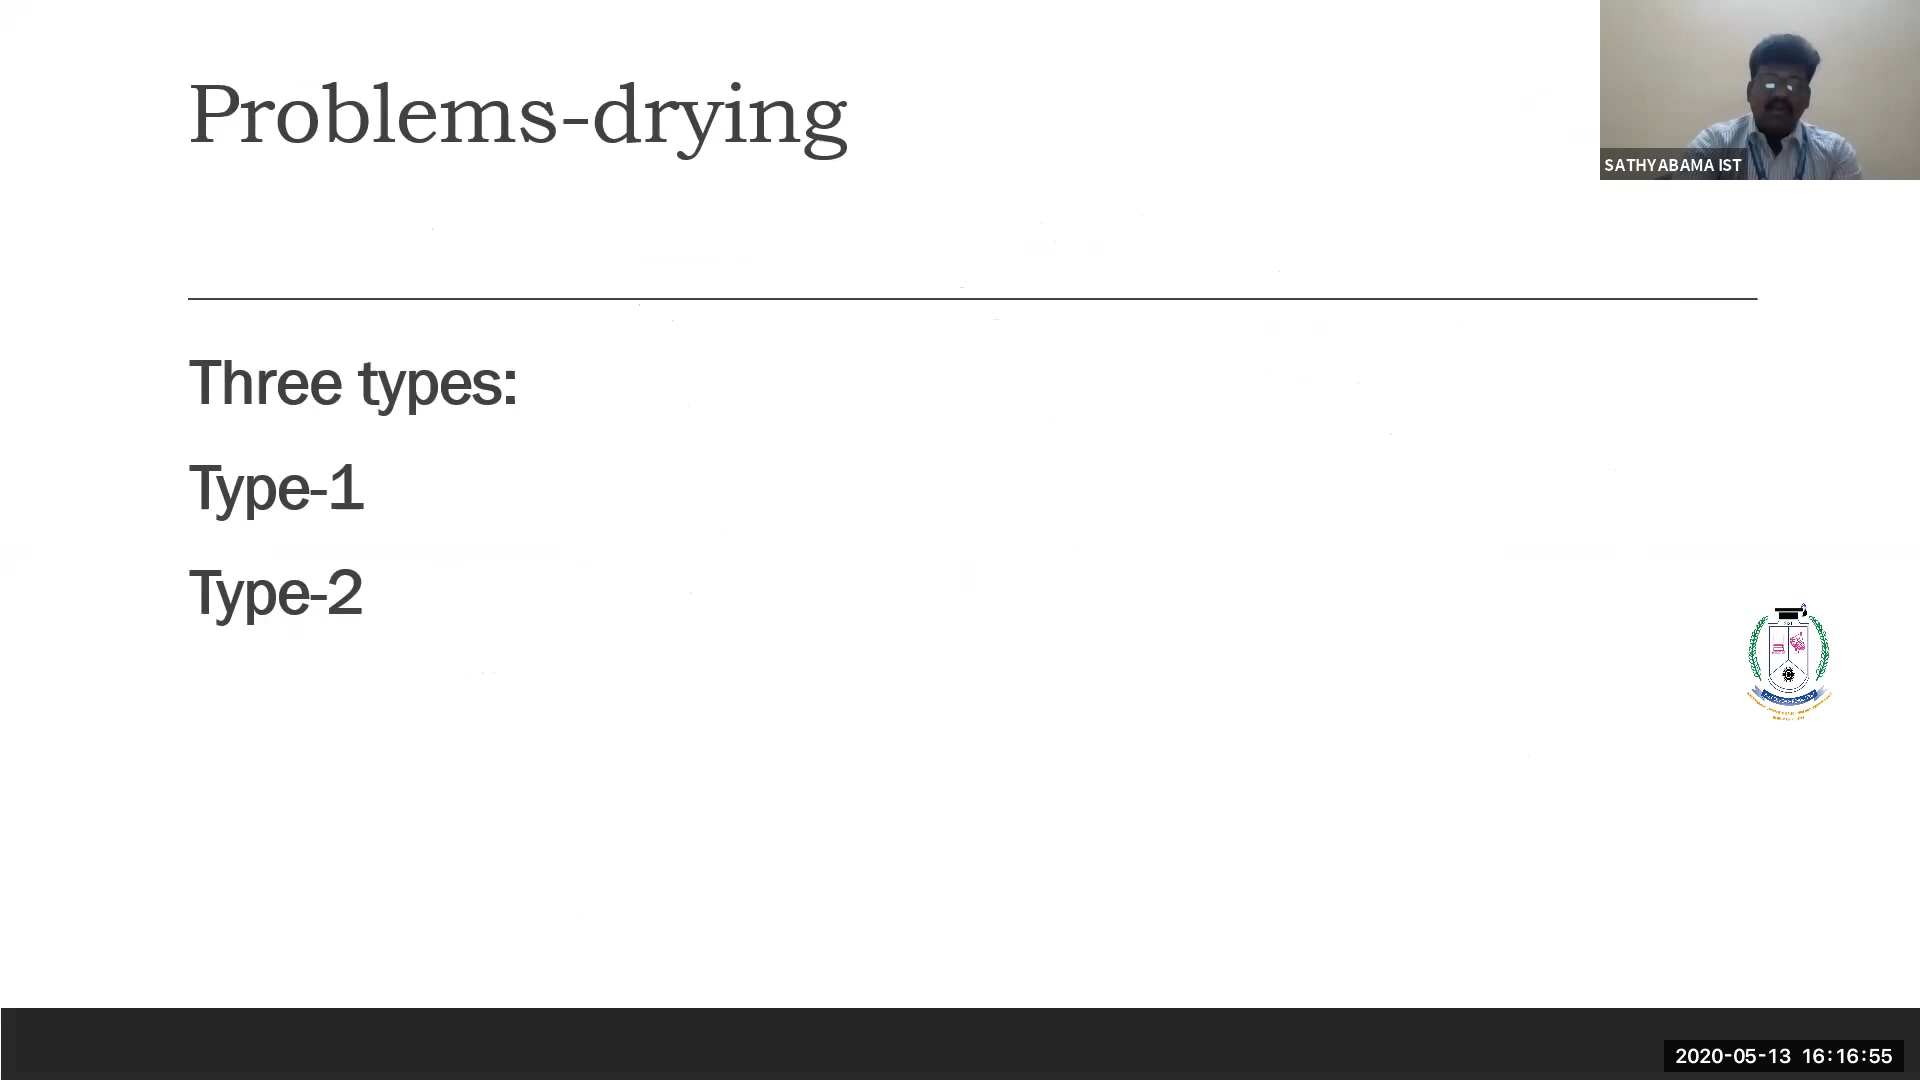 Problems-drying
SATHYABAMA IST
Three types:
Type-1
Type-2
2020-05-13 16:16:55